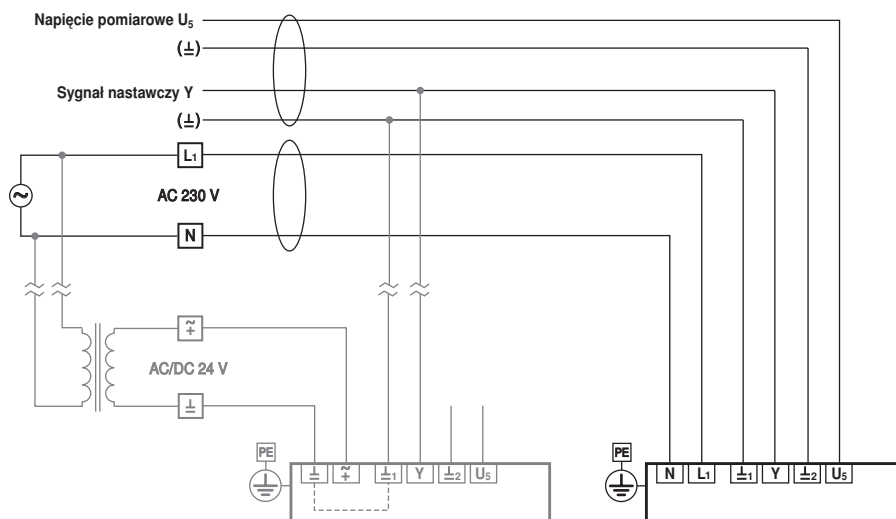 Napięcie pomiarowe U5
(⊥)
Sygnał nastawczy Y
(⊥)
L1
~
AC 230 V
N
~
+
AC/DC 24 V
⊥
PE
⊥ ~+ ⊥1 Y ⊥2 U5
PE
N L1 ⊥1 Y ⊥2 U5